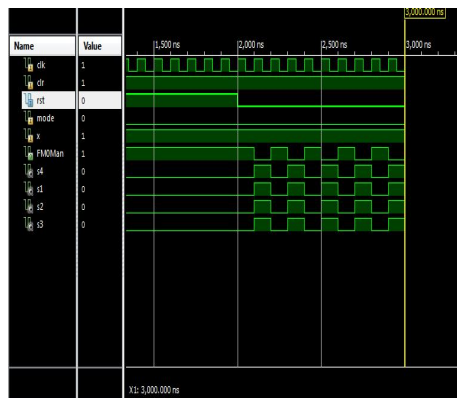 3,000.000 ns
Name Value
1,500 ns 2,000 ns 2,500 ns 3,000 ns
clk 1
clr 1
rst 0
mode 0
x 1
FM0Man 1
s4 0
s1 0
s2 0
s3 0
X1: 3,000.000 ns